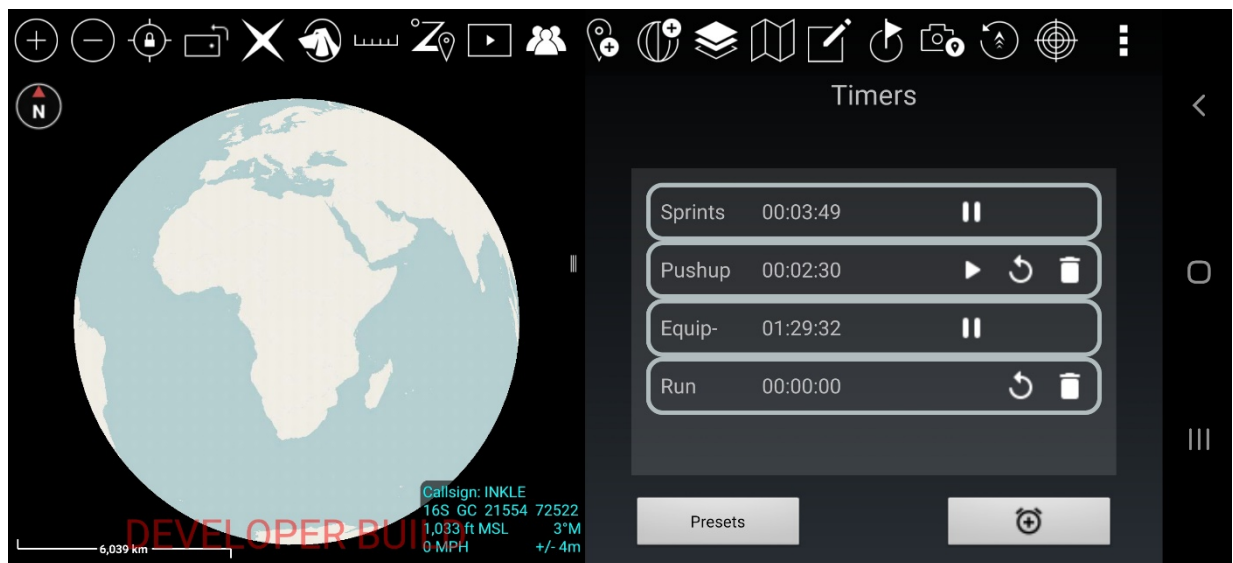 N
Callsign: INKLE
16S GC 21554 72522
1,033 ft MSL 3°M
0 MPH +/- 4m
DEVELOPER BUILD
6,039 km
Timers
Sprints 00:03:49
Pushup 00:02:30
Equip- 01:29:32
Run 00:00:00
Presets